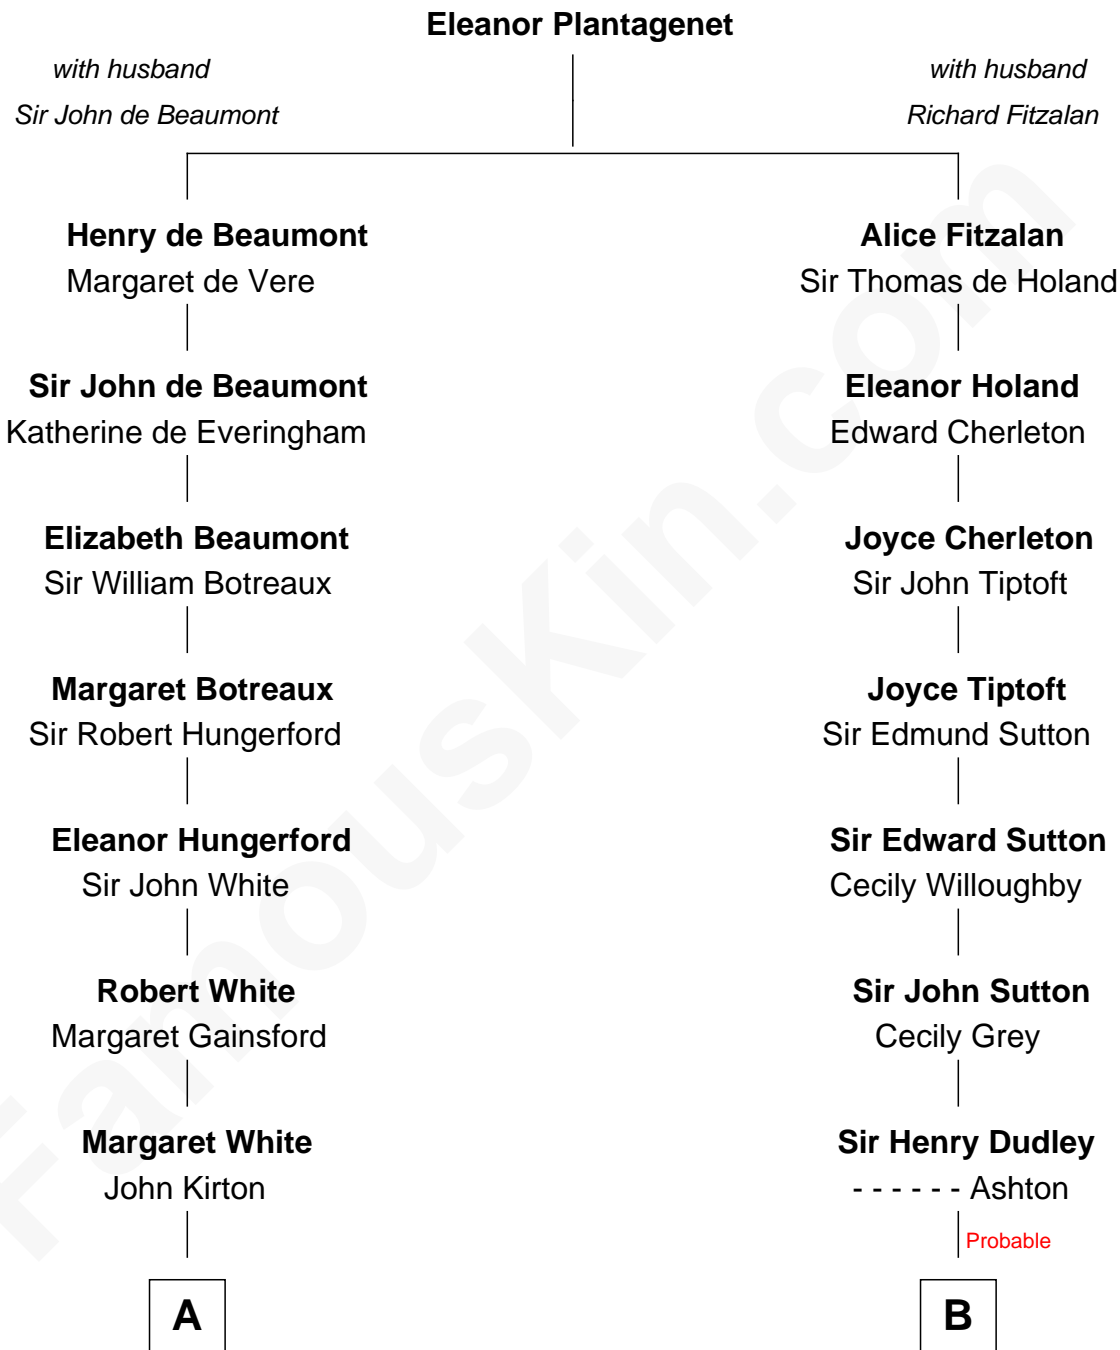 Eleanor Plantagenet
with husband
Sir John de Beaumont
with husband
Richard Fitzalan
Henry de Beaumont
Margaret de Vere
Alice Fitzalan
Sir Thomas de Holand
Sir John de Beaumont
Katherine de Everingham
Eleanor Holand
Edward Cherleton
Elizabeth Beaumont
Sir William Botreaux
Joyce Cherleton
Sir John Tiptoft
Margaret Botreaux
Sir Robert Hungerford
Joyce Tiptoft
Sir Edmund Sutton
Eleanor Hungerford
Sir John White
Sir Edward Sutton
Cecily Willoughby
Robert White
Margaret Gainsford
Sir John Sutton
Cecily Grey
Margaret White
John Kirton
Sir Henry Dudley
- - - - - - Ashton
Probable
A
B
FamousKin.com